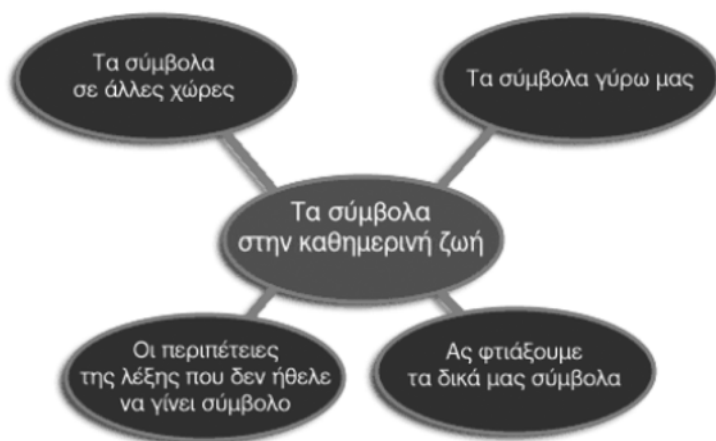 Τα σύμβολα
σε άλλες χώρες
Τα σύμβολα γύρω μας
Τα σύμβολα
στην καθημερινή ζωή
Οι περιπέτειες
της λέξης που δεν ήθελε
να γίνει σύμβολο
Ας φτιάξουμε
τα δικά μας σύμβολα